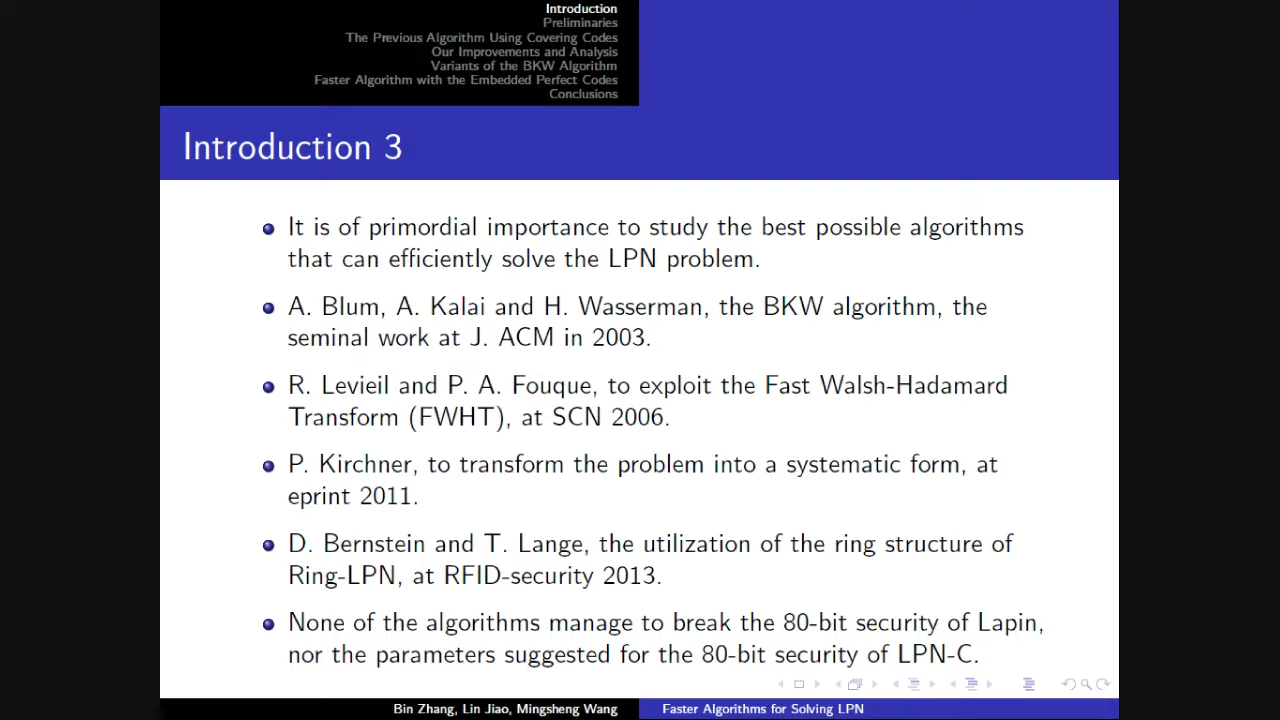 Introduction
Preliminaries
The Previous Algorithm Using Covering Codes
Our Improvements and Analysis
Variants of the BKW Algorithm
Faster Algorithm with the Embedded Perfect Codes
Conclusions
Introduction 3
It is of primordial importance to study the best possible algorithms
that can efficiently solve the LPN problem.
A. Blum, A. Kalai and H. Wasserman, the BKW algorithm, the
seminal work at J. ACM in 2003.
R. Levieil and P. A. Fouque, to exploit the Fast Walsh-Hadamard
Transform (FWHT), at SCN 2006.
P. Kirchner, to transform the problem into a systematic form, at
eprint 2011.
D. Bernstein and T. Lange, the utilization of the ring structure of
Ring-LPN, at RFID-security 2013.
None of the algorithms manage to break the 80-bit security of Lapin,
nor the parameters suggested for the 80-bit security of LPN-C.
Bin Zhang, Lin Jiao, Mingsheng Wang
Faster Algorithms for Solving LPN